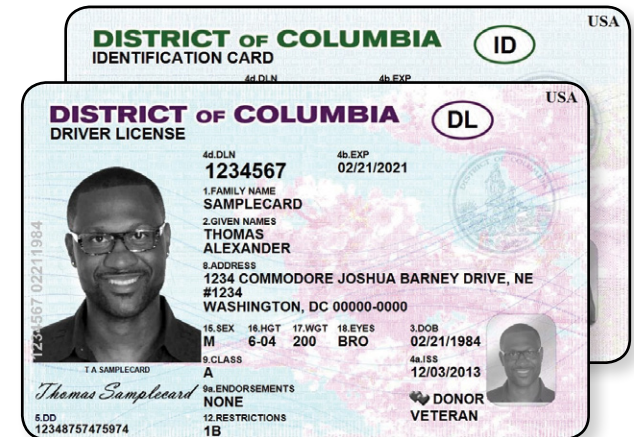 USA
DISTRICT OF COLUMBIA
ID
IDENTIFICATION CARD
4d.DLN 4b.EXP
USA
DISTRICT OF COLUMBIA
DL
DRIVER LICENSE
4d.DLN 4b.EXP
1234567 02/21/2021
1.FAMILY NAME
SAMPLECARD
2.GIVEN NAMES
THOMAS
ALEXANDER
8.ADDRESS
1234 COMMODORE JOSHUA BARNEY DRIVE, NE
#1234
WASHINGTON, DC 00000-0000
15.SEX 16.HGT 17.WGT 18.EYES 3.DOB
M 6-04 200 BRO 02/21/1984
9.CLASS 4a.ISS
A 12/03/2013
9a.ENDORSEMENTS
NONE
DONOR
12.RESTRICTIONS
VETERAN
1B
1234567 02211984
T A SAMPLECARD
Thomas Samplecard
5.DD
12348757475974
DISTRICT OF COLUMBIA